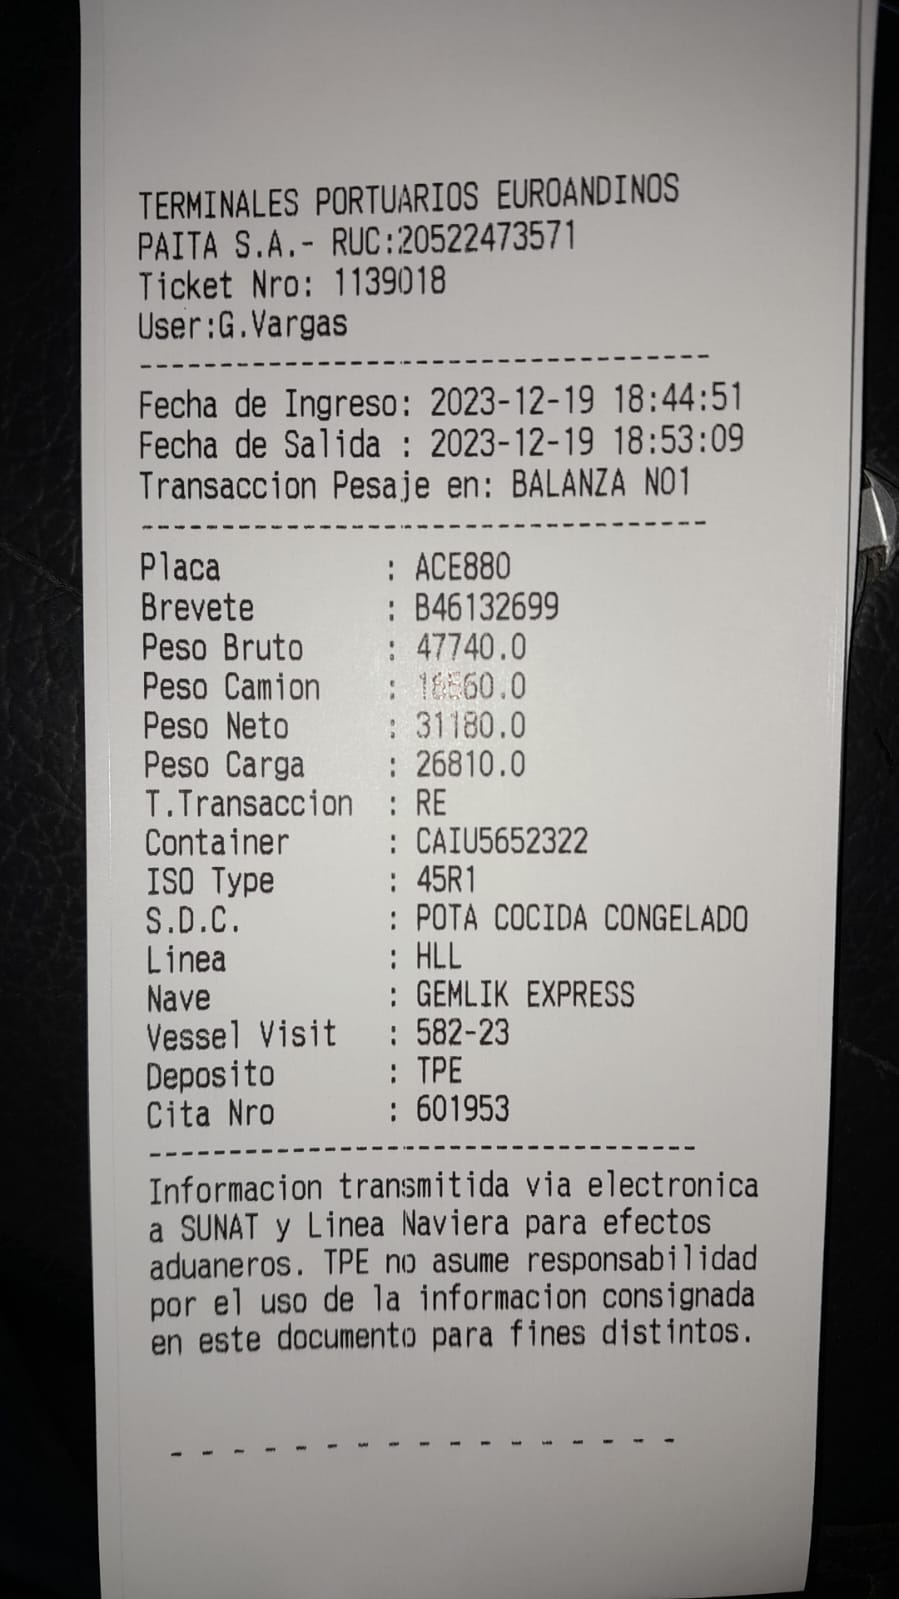 TERMINALES PORTUARIOS EUROANDINOS
PAITA S.A.- RUC:20522473571
Ticket Nro: 1139018
User:G.Vargas
----------------------------------
Fecha de Ingreso: 2023-12-19 18:44:51
Fecha de Salida : 2023-12-19 18:53:09
Transaccion Pesaje en: BALANZA NO1
----------------------------------
Placa : ACE880
Brevete : B46132699
Peso Bruto : 47740.0
Peso Camion :
Peso Neto : 31180.0
Peso Carga : 26810.0
T.Transaccion : RE
Container : CAIU5652322
ISO Type : 45R1
S.D.C. : POTA COCIDA CONGELADO
Linea : HLL
Nave : GEMLIK EXPRESS
Vessel Visit : 582-23
Deposito : TPE
Cita Nro : 601953
----------------------------------
Informacion transmitida via electronica
a SUNAT y Linea Naviera para efectos
aduaneros. TPE no asume responsabilidad
por el uso de la informacion consignada
en este documento para fines distintos.
- - - - - - - - - - - - - - - - -